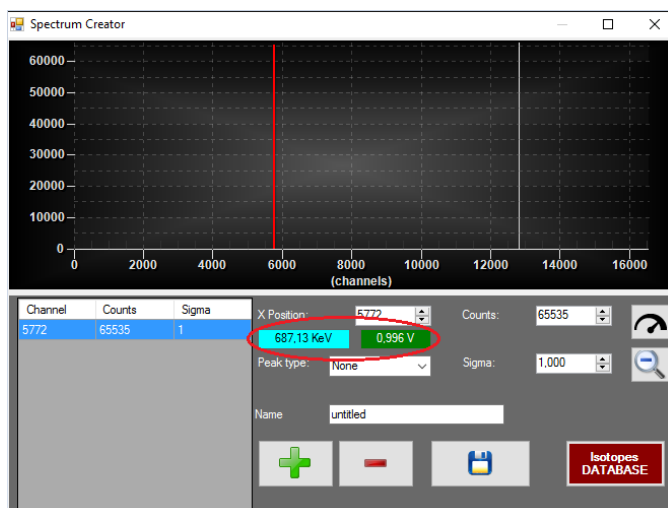 Spectrum Creator
60000
50000
40000
30000
20000
10000
0
0 2000 4000 6000 8000 10000 12000 14000 16000
(channels)
Channel Counts Sigma
5772 65535 1
X Position: 5772 Counts: 65535
687,13 KeV 0,996 V
Peak type: None Sigma: 1,000
Name untitled
Isotopes
DATABASE